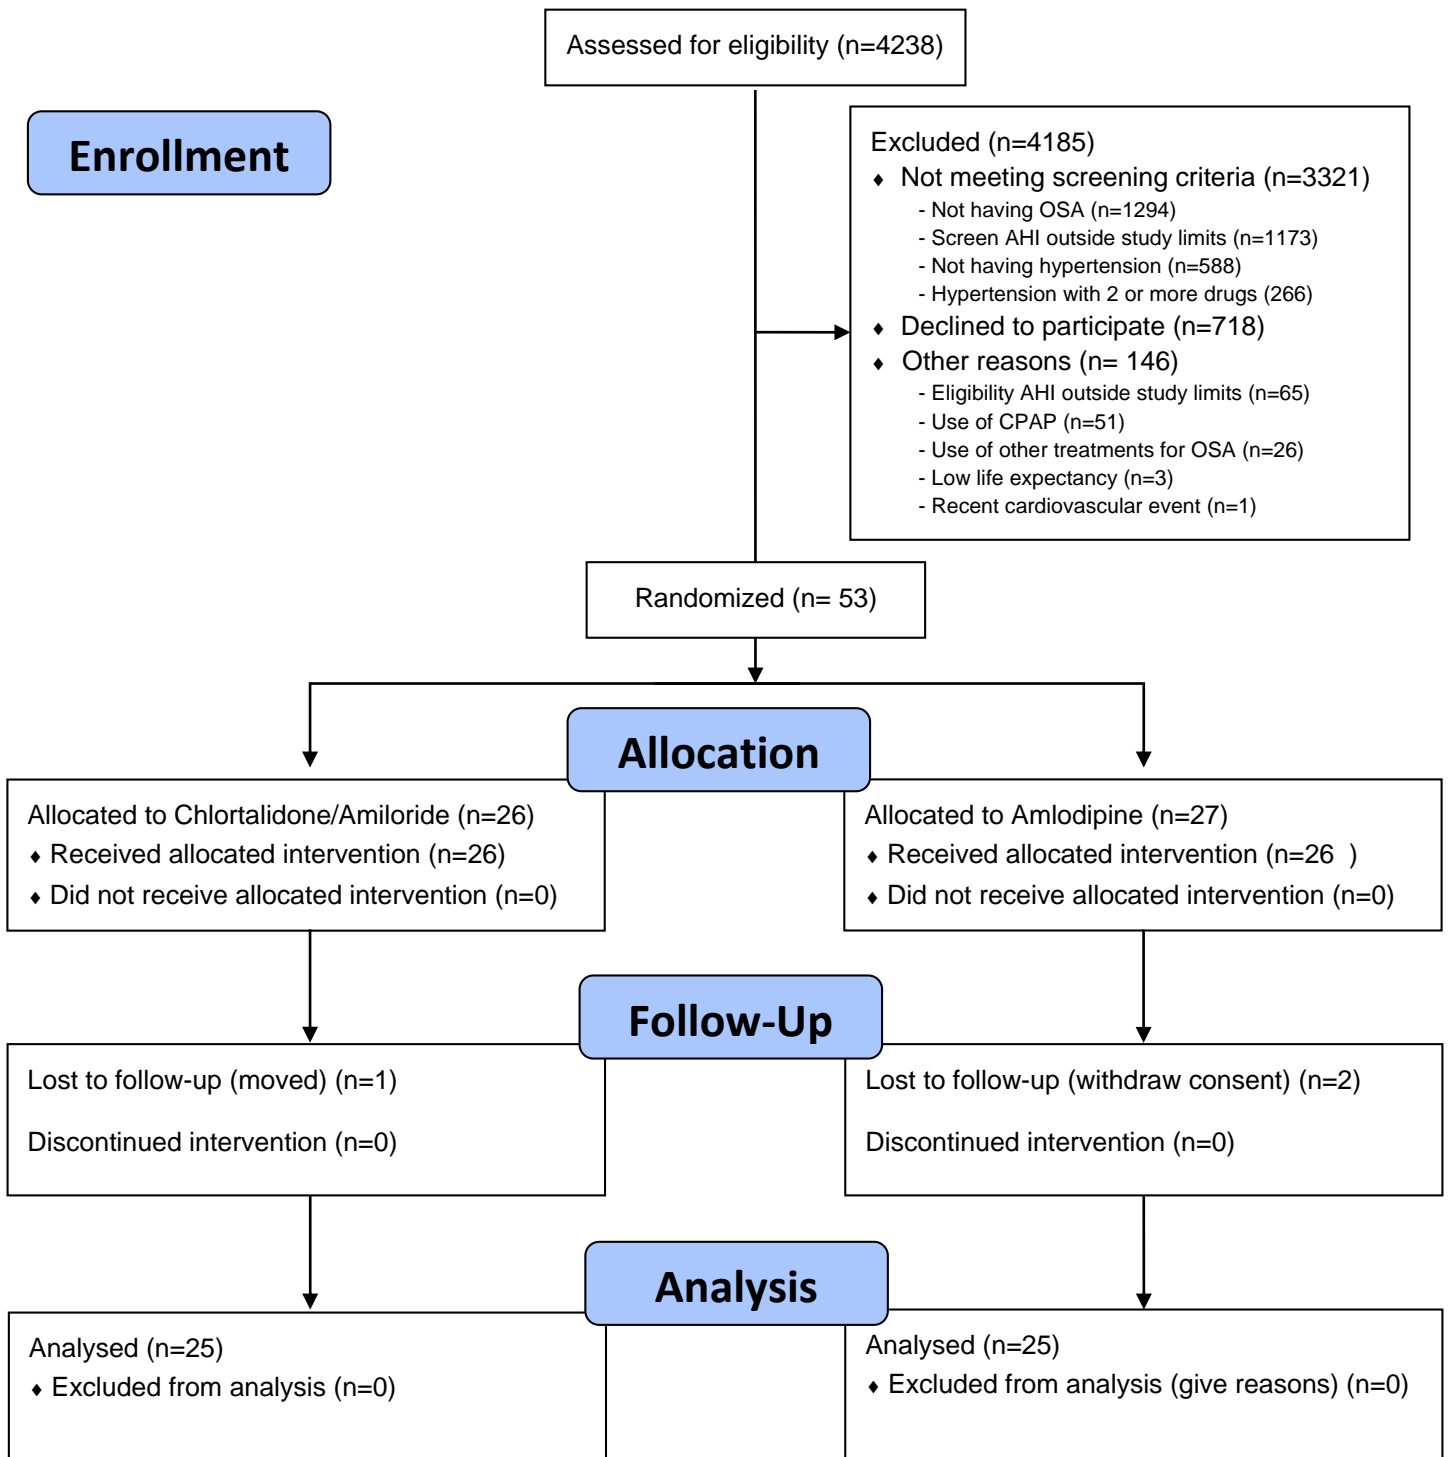 Assessed for eligibility (n=4238)
Enrollment
Excluded (n=4185)
♦ Not meeting screening criteria (n=3321)
- Not having OSA (n=1294)
- Screen AHI outside study limits (n=1173)
- Not having hypertension (n=588)
- Hypertension with 2 or more drugs (266)
♦ Declined to participate (n=718)
♦ Other reasons (n= 146)
- Eligibility AHI outside study limits (n=65)
- Use of CPAP (n=51)
- Use of other treatments for OSA (n=26)
- Low life expectancy (n=3)
- Recent cardiovascular event (n=1)
Randomized (n= 53)
Allocation
Allocated to Chlortalidone/Amiloride (n=26)
♦ Received allocated intervention (n=26)
♦ Did not receive allocated intervention (n=0)
Allocated to Amlodipine (n=27)
♦ Received allocated intervention (n=26 )
♦ Did not receive allocated intervention (n=0)
Follow-Up
Lost to follow-up (moved) (n=1)
Discontinued intervention (n=0)
Lost to follow-up (withdraw consent) (n=2)
Discontinued intervention (n=0)
Analysis
Analysed (n=25)
♦ Excluded from analysis (n=0)
Analysed (n=25)
♦ Excluded from analysis (give reasons) (n=0)